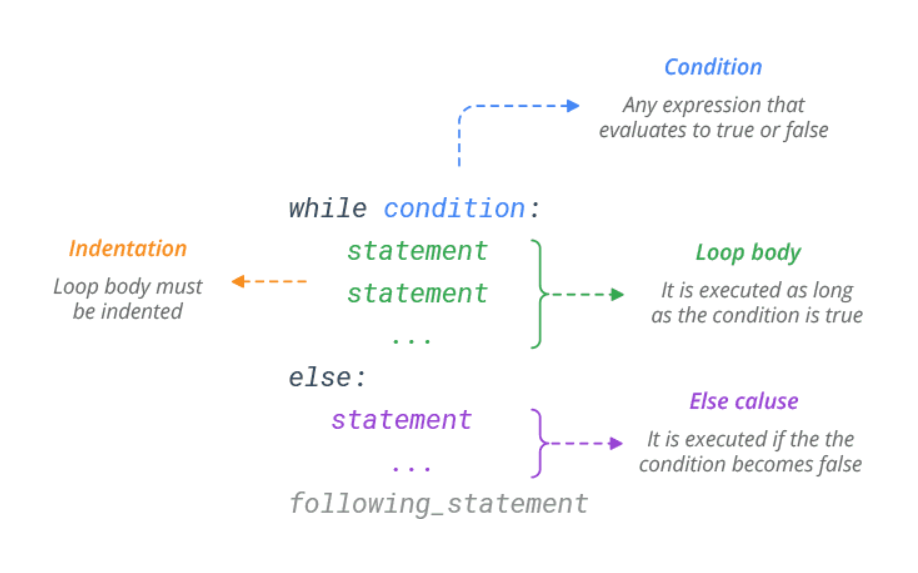 Condition
Any expression that
evaluates to true or false
while condition:
Indentation
Loop body must
be indented
statement
statement
...
Loop body
It is executed as long
as the condition is true
else:
statement
...
Else caluse
It is executed if the the
condition becomes false
following_statement